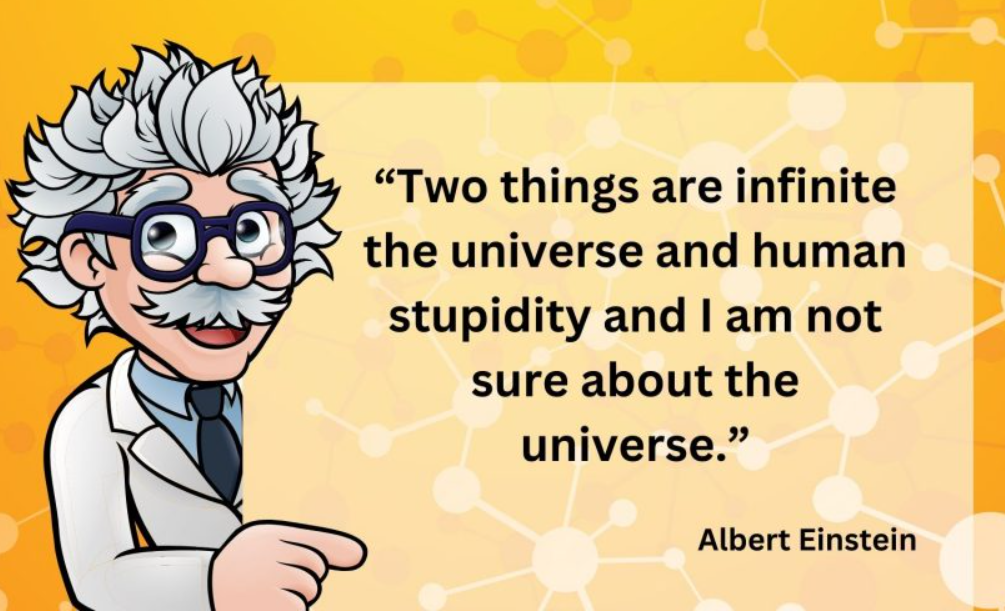 “Two things are infinite
the universe and human
stupidity and I am not
sure about the
universe.”
Albert Einstein